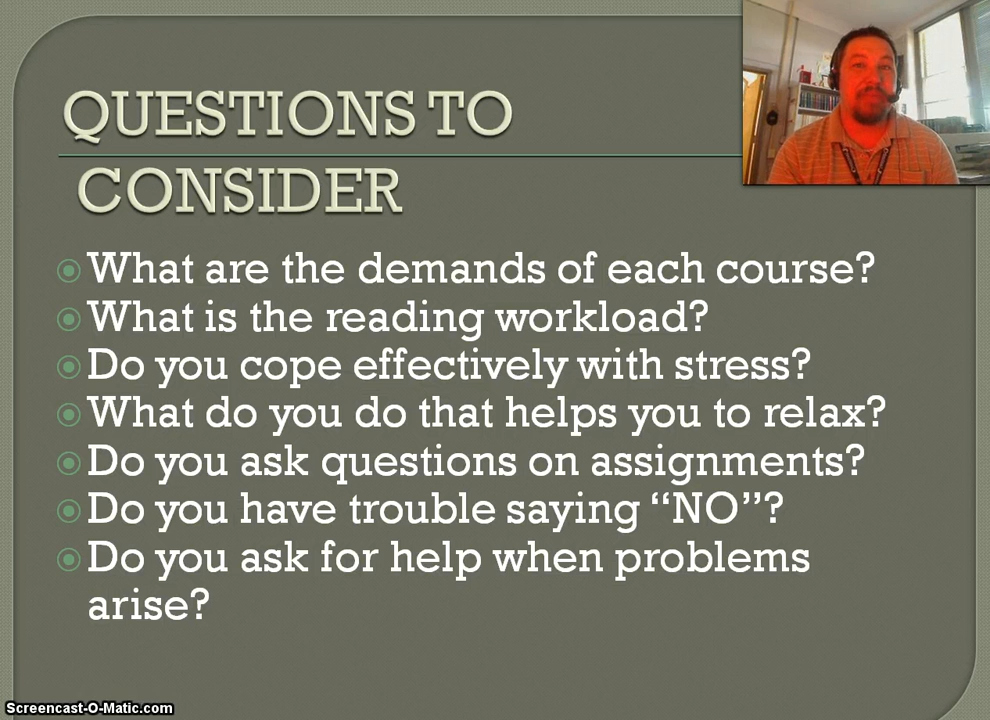 QUESTIONS TO
CONSIDER
What are the demands of each course?
What is the reading workload?
Do you cope effectively with stress?
What do you do that helps you to relax?
Do you ask questions on assignments?
Do you have trouble saying “NO”?
Do you ask for help when problems
arise?
Screencast-O-Matic.com